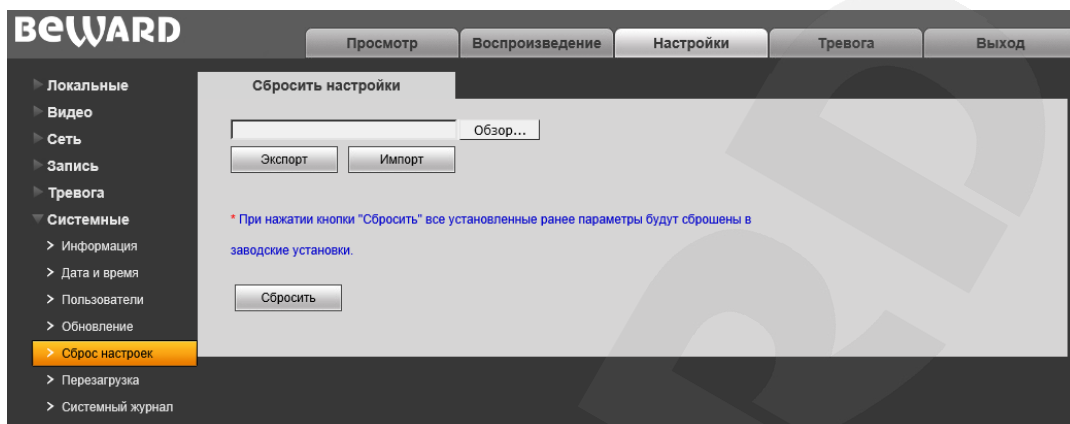 BEWARD
Просмотр
Воспроизведение
Настройки
Тревога
Выход
Локальные
Видео
Сеть
Запись
Тревога
Системные
Информация
Дата и время
Пользователи
Обновление
Сброс настроек
Перезагрузка
Системный журнал
Сбросить настройки
Обзор...
Экспорт
Импорт
* При нажатии кнопки "Сбросить" все установленные ранее параметры будут сброшены в
заводские установки.
Сбросить